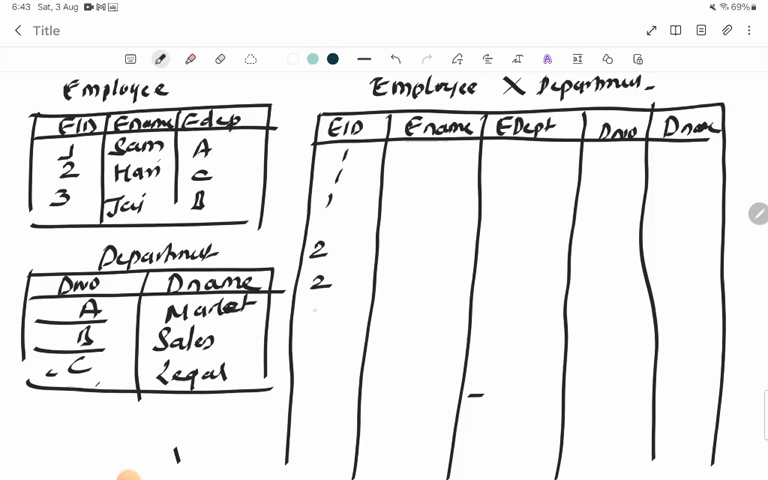 6:43 Sat, 3 Aug
69%
Title
Employee
EID Ename Edep
1 Sam A
2 Hari C
3 Jai B
Department
Dno Dname
A Market
B Sales
C Legal
Employee X Department
EID Ename EDept Dno Dname
1
1
1
2
2